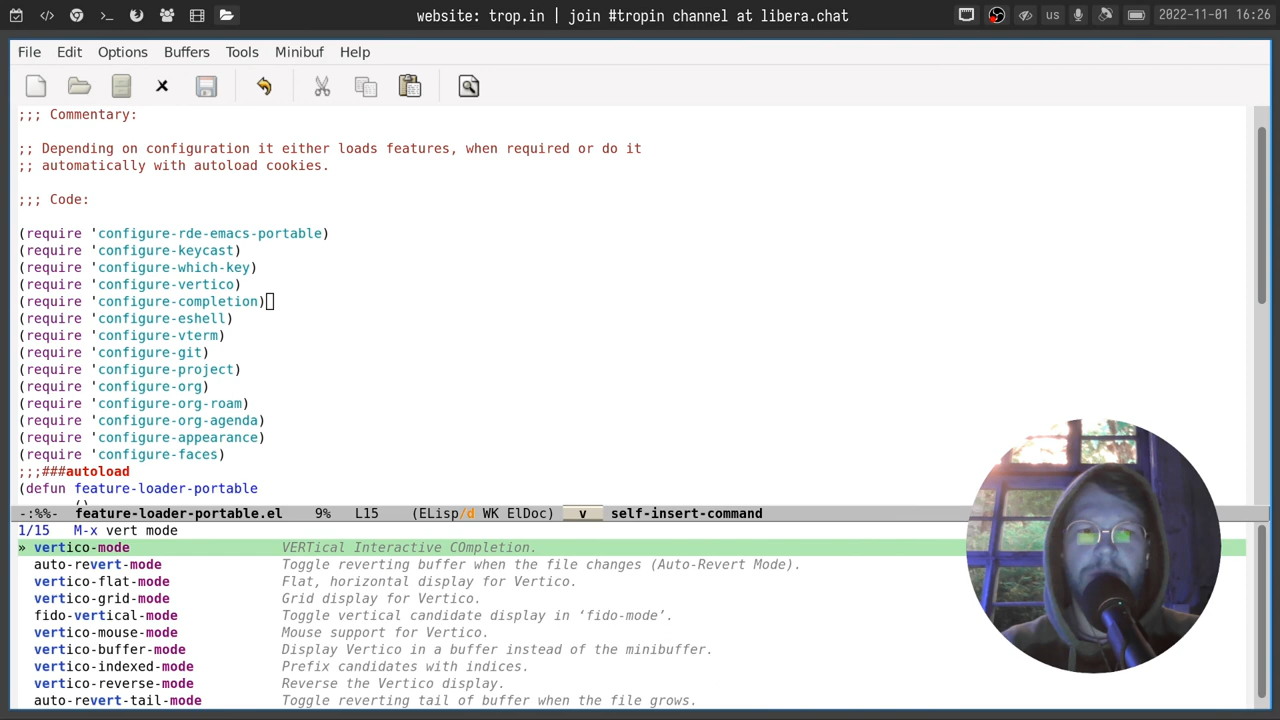 website: trop.in | join #tropin channel at libera.chat
us
2022-11-01 16:26
File Edit Options Buffers Tools Minibuf Help
;;; Commentary:
;; Depending on configuration it either loads features, when required or do it
;; automatically with autoload cookies.
;;; Code:
(require 'configure-rde-emacs-portable)
(require 'configure-keycast)
(require 'configure-which-key)
(require 'configure-vertico)
(require 'configure-completion)
(require 'configure-eshell)
(require 'configure-vterm)
(require 'configure-git)
(require 'configure-project)
(require 'configure-org)
(require 'configure-org-roam)
(require 'configure-org-agenda)
(require 'configure-appearance)
(require 'configure-faces)
;;;###autoload
(defun feature-loader-portable
()
-:%%- feature-loader-portable.el 9% L15 (ELisp/d WK ElDoc) v self-insert-command
1/15 M-x vert mode
» vertico-mode VERTical Interactive COmpletion.
auto-revert-mode Toggle reverting buffer when the file changes (Auto-Revert Mode).
vertico-flat-mode Flat, horizontal display for Vertico.
vertico-grid-mode Grid display for Vertico.
fido-vertical-mode Toggle vertical candidate display in ‘fido-mode’.
vertico-mouse-mode Mouse support for Vertico.
vertico-buffer-mode Display Vertico in a buffer instead of the minibuffer.
vertico-indexed-mode Prefix candidates with indices.
vertico-reverse-mode Reverse the Vertico display.
auto-revert-tail-mode Toggle reverting tail of buffer when the file grows.